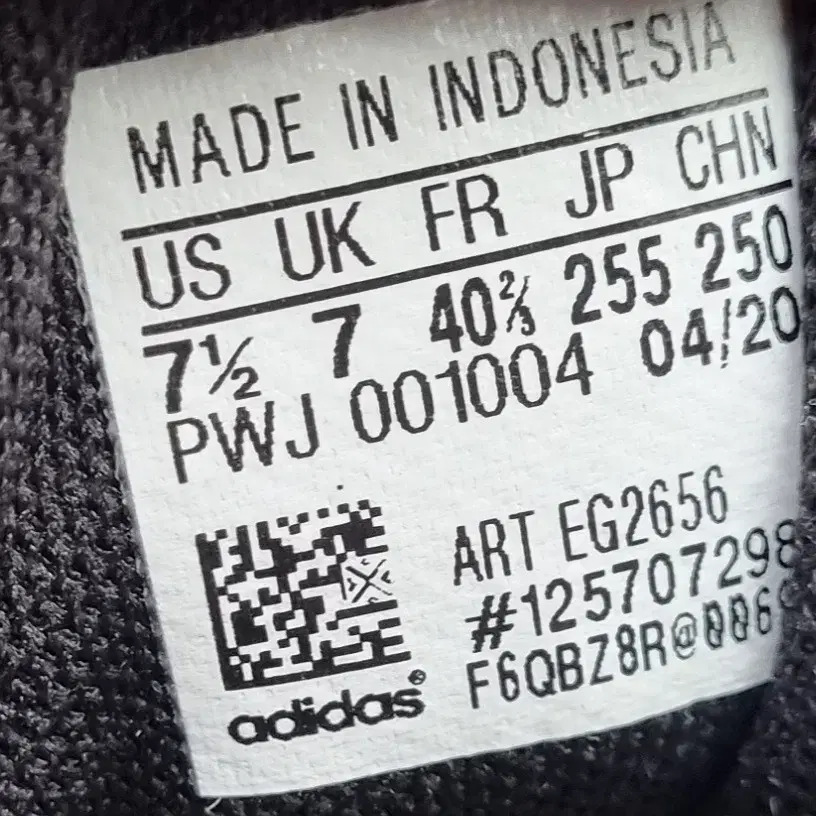 MADE IN INDONESIA
US UK FR JP CHN
7½ 7 40⅔ 255 250
PWJ 001004 04/20
ART EG2656
#125707298
adidas®